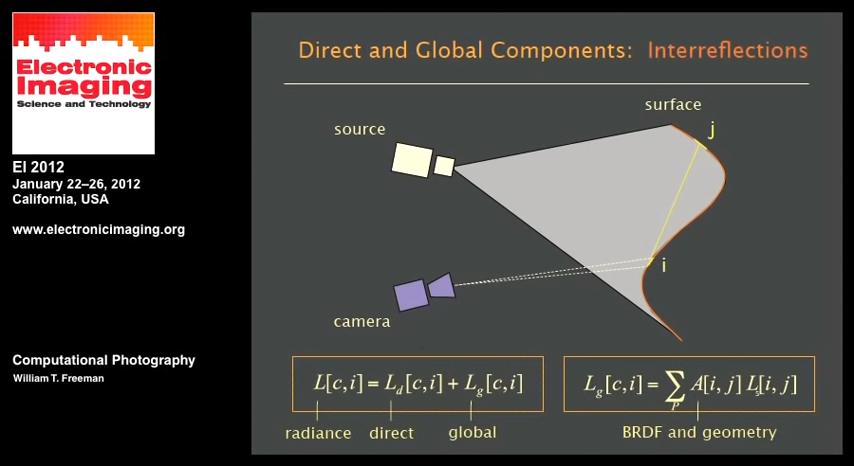 Electronic
Imaging
Science and Technology
EI 2012
January 22–26, 2012
California, USA
www.electronicimaging.org
Computational Photography
William T. Freeman
Direct and Global Components: Interreflections
surface
source
j
i
camera
L[c,i] = L_d[c,i] + L_g[c,i]
L_g[c,i] = ∑_P A[i,j] L[i,j]
radiance direct global
BRDF and geometry